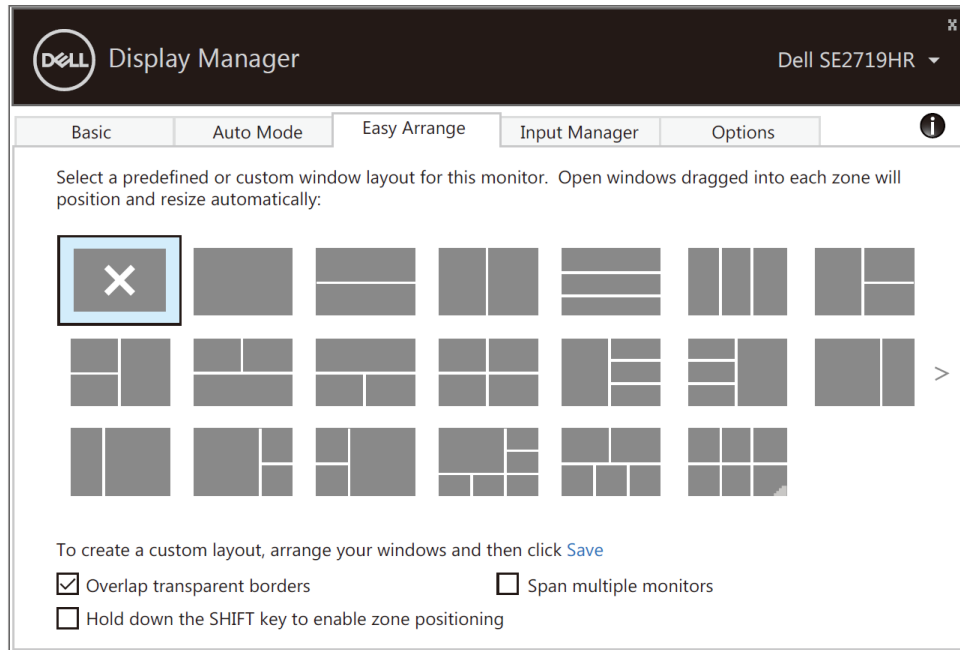 x
DELL Display Manager
Dell SE2719HR
Basic Auto Mode Easy Arrange Input Manager Options i
Select a predefined or custom window layout for this monitor. Open windows dragged into each zone will
position and resize automatically:
>
To create a custom layout, arrange your windows and then click Save
Overlap transparent borders Span multiple monitors
Hold down the SHIFT key to enable zone positioning